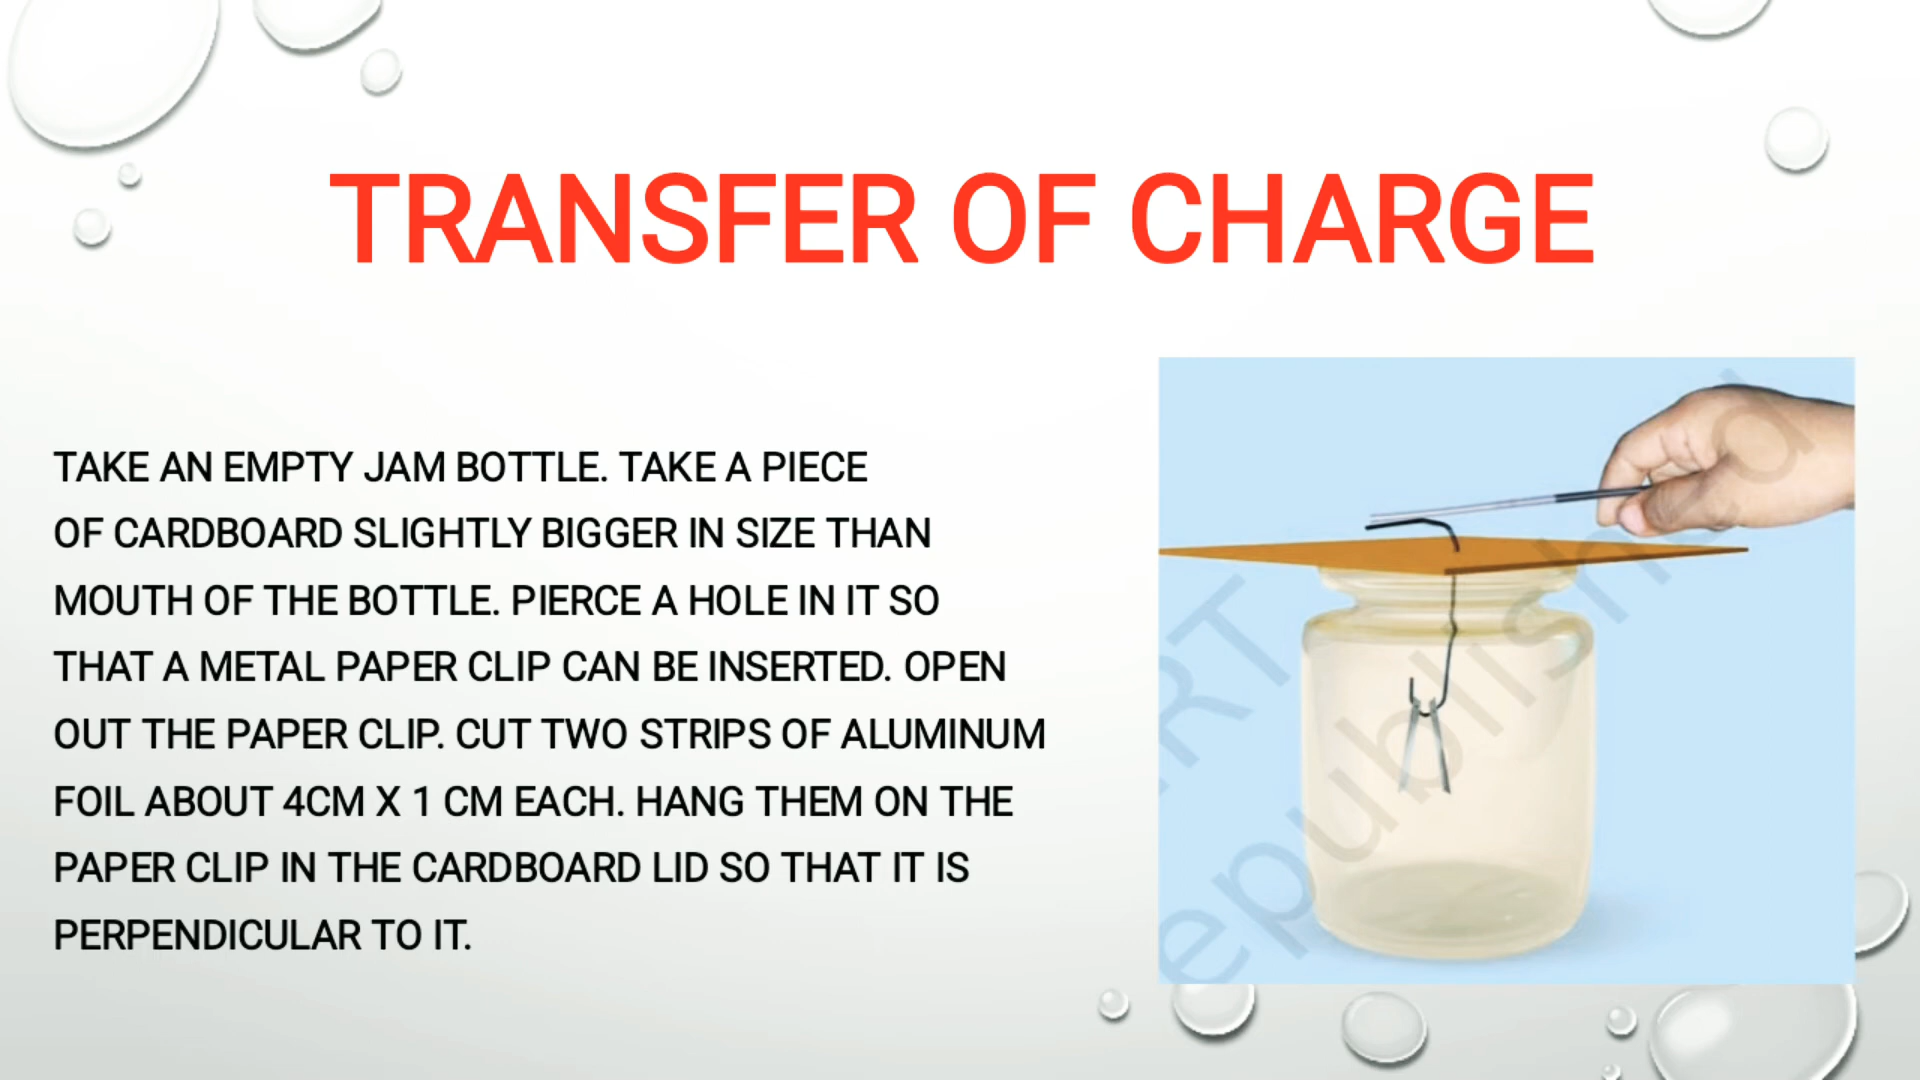 TRANSFER OF CHARGE
TAKE AN EMPTY JAM BOTTLE. TAKE A PIECE
OF CARDBOARD SLIGHTLY BIGGER IN SIZE THAN
MOUTH OF THE BOTTLE. PIERCE A HOLE IN IT SO
THAT A METAL PAPER CLIP CAN BE INSERTED. OPEN
OUT THE PAPER CLIP. CUT TWO STRIPS OF ALUMINUM
FOIL ABOUT 4CM X 1 CM EACH. HANG THEM ON THE
PAPER CLIP IN THE CARDBOARD LID SO THAT IT IS
PERPENDICULAR TO IT.